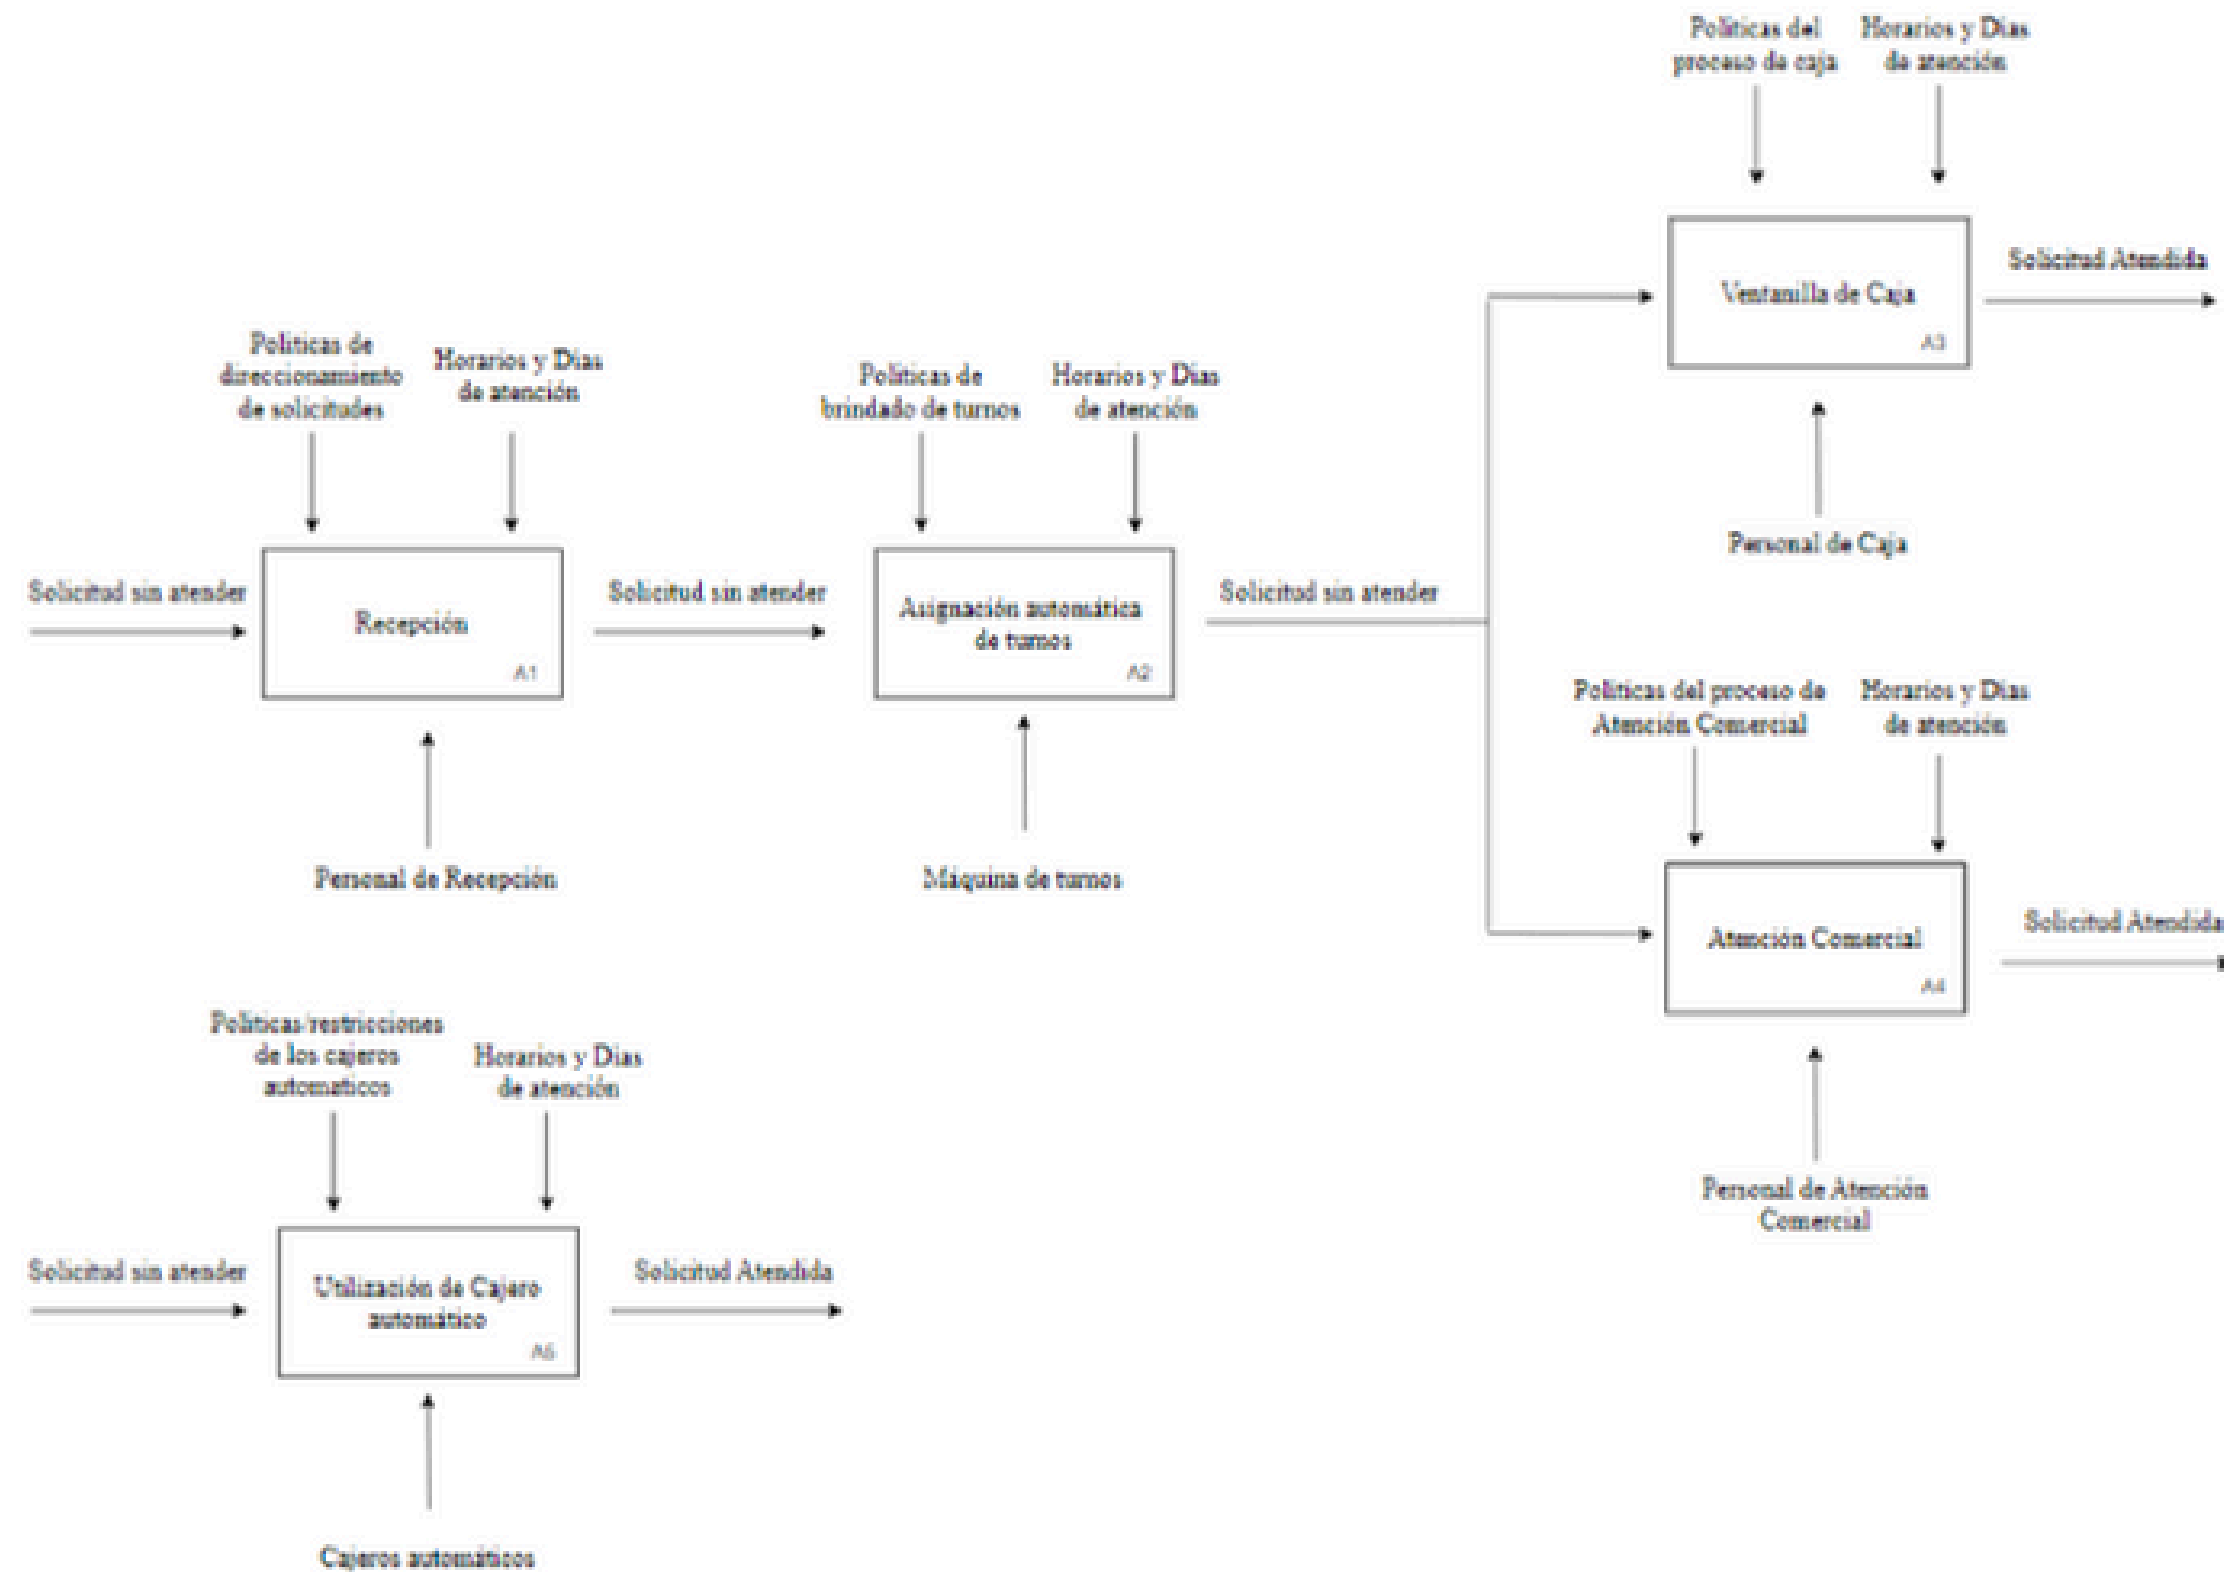 Políticas del
proceso de caja
Horarios y Días
de atención
Ventanilla de Caja
A3
Solicitud Atendida
Personal de Caja
Políticas de
direccionamiento
de solicitudes
Horarios y Días
de atención
Solicitud sin atender
Recepción
A1
Personal de Recepción
Solicitud sin atender
Políticas de
brindado de turnos
Horarios y Días
de atención
Asignación automática
de turnos
A2
Máquina de turnos
Solicitud sin atender
Políticas del proceso de
Atención Comercial
Horarios y Días
de atención
Atención Comercial
A4
Solicitud Atendida
Personal de Atención
Comercial
Políticas/restricciones
de los cajeros
automaticos
Horarios y Días
de atención
Solicitud sin atender
Utilización de Cajero
automático
Solicitud Atendida
Cajeros automáticos